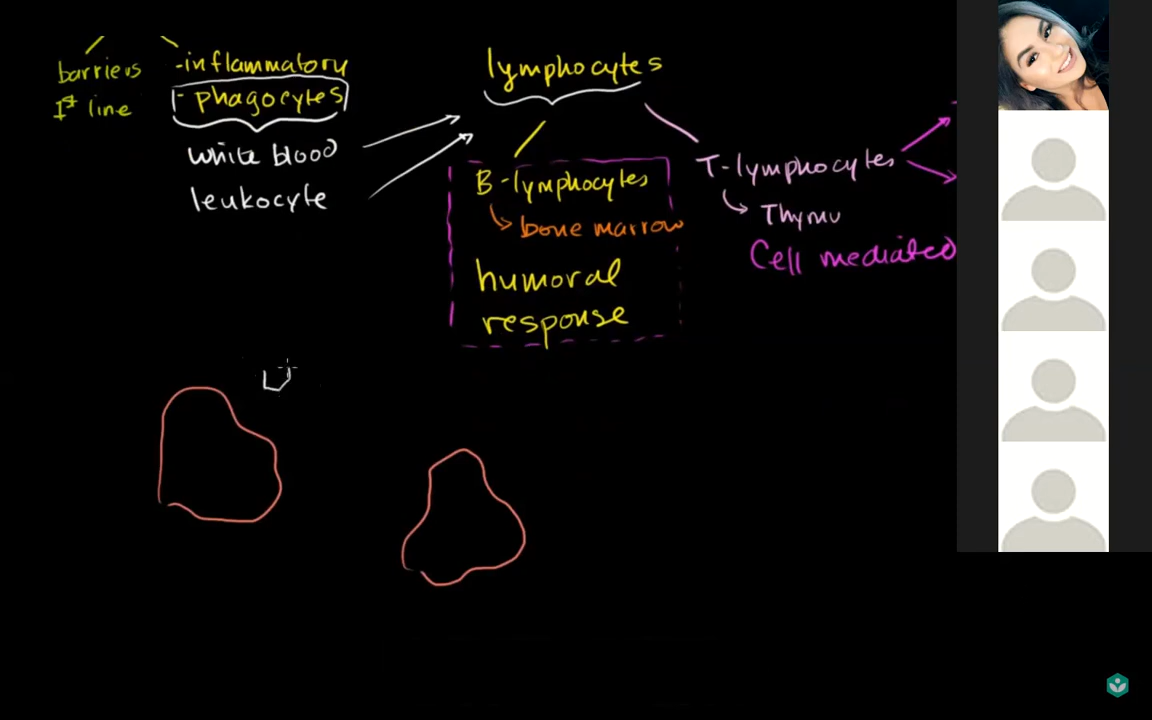 barriers
1st line
-inflammatory
- phagocytes
white blood
leukocyte
lymphocytes
B-lymphocytes
bone marrow
humoral
response
T-lymphocytes
Thymu
Cell mediated